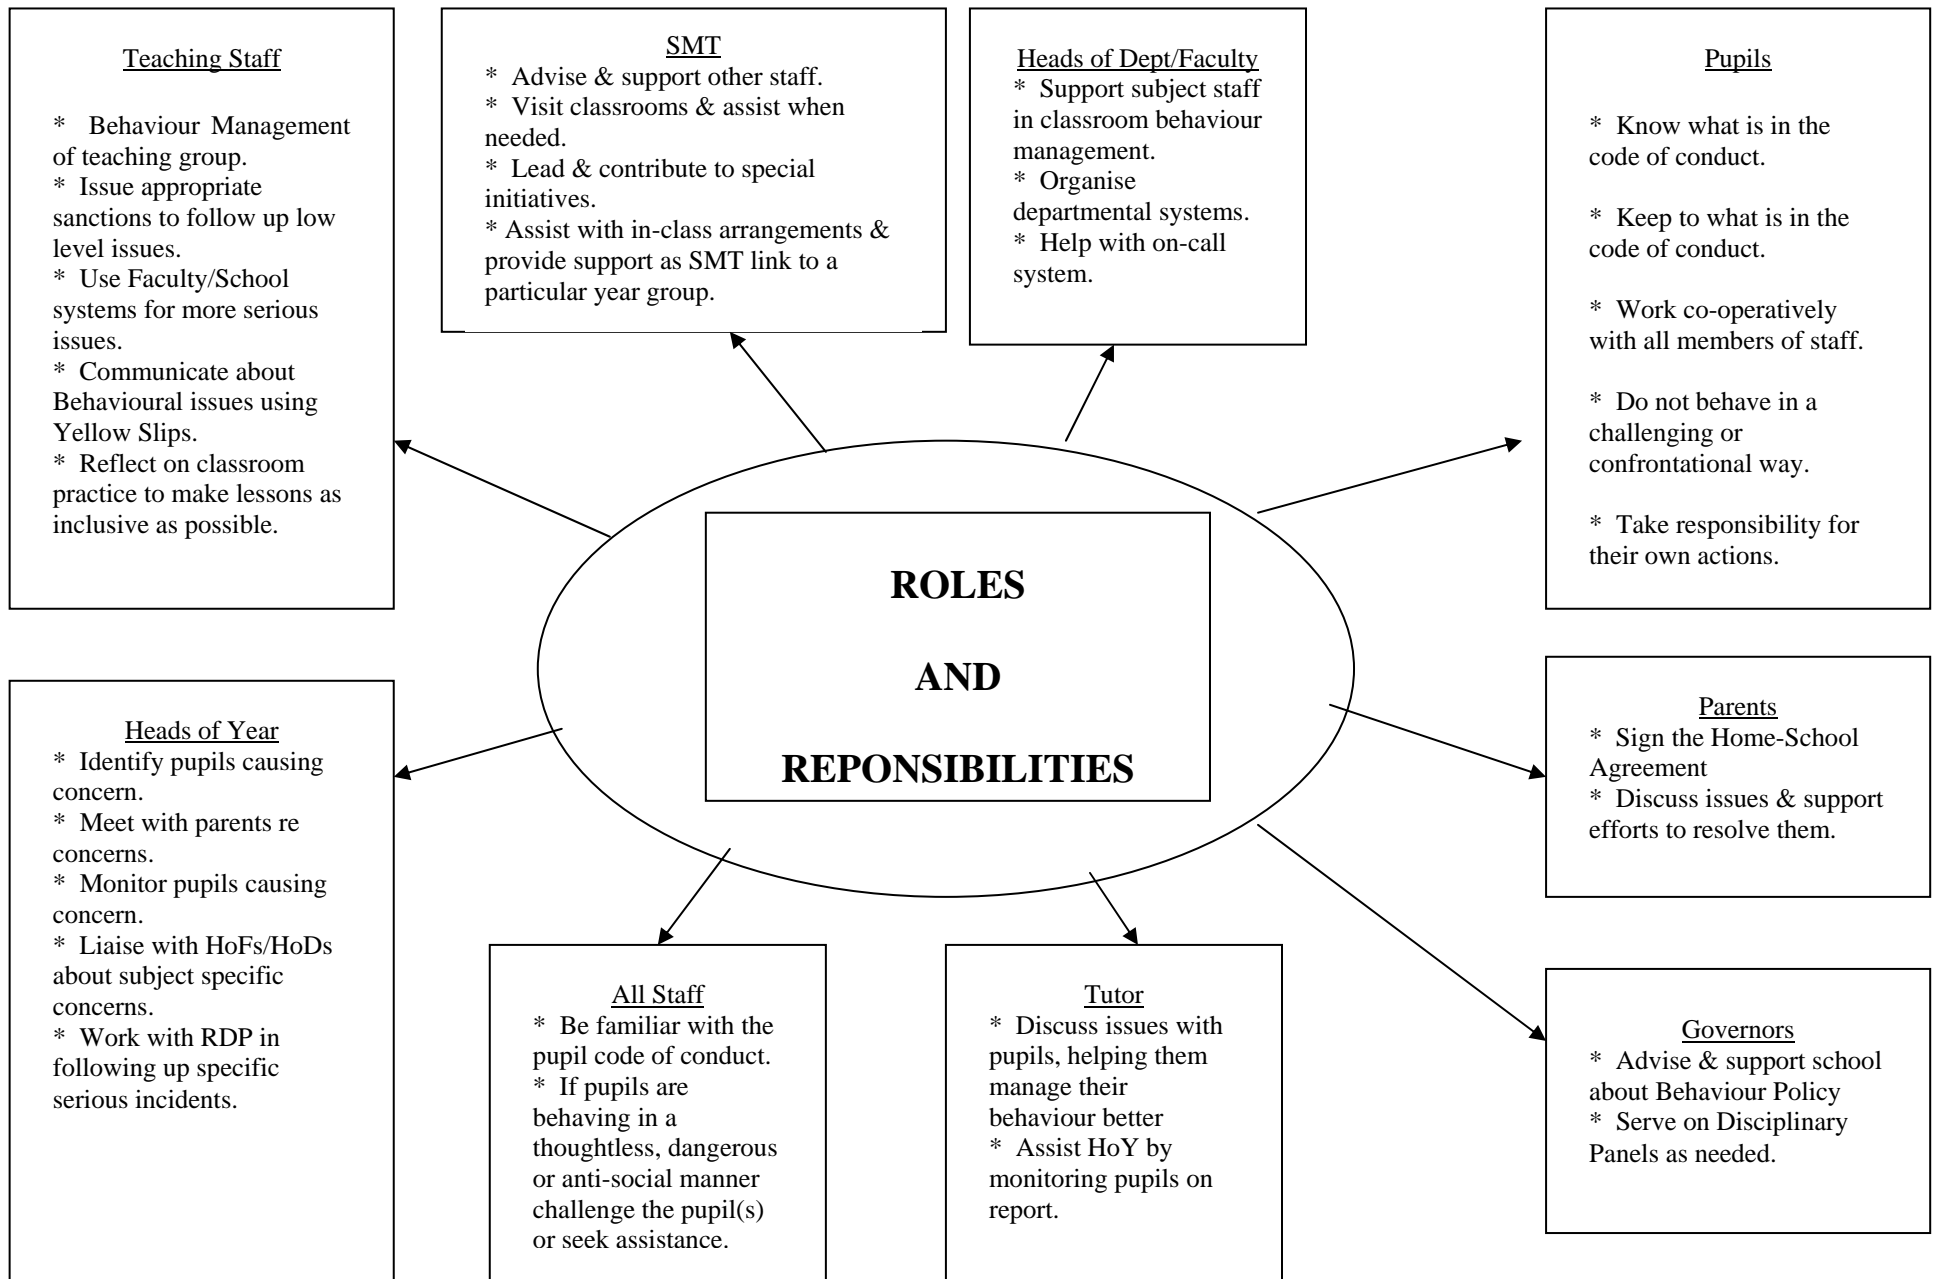 Teaching Staff
*  Behaviour Management
of teaching group.
*  Issue appropriate
sanctions to follow up low
level issues.
*  Use Faculty/School
systems for more serious
issues.
*  Communicate about
Behavioural issues using
Yellow Slips.
*  Reflect on classroom
practice to make lessons as
inclusive as possible.
SMT
*  Advise & support other staff.
*  Visit classrooms & assist when
needed.
*  Lead & contribute to special
initiatives.
* Assist with in-class arrangements &
provide support as SMT link to a
particular year group.
Heads of Dept/Faculty
*  Support subject staff
in classroom behaviour
management.
*  Organise
departmental systems.
*  Help with on-call
system.
Pupils
*  Know what is in the
code of conduct.
*  Keep to what is in the
code of conduct.
*  Work co-operatively
with all members of staff.
*  Do not behave in a
challenging or
confrontational way.
*  Take responsibility for
their own actions.
ROLES
AND
REPONSIBILITIES
Heads of Year
*  Identify pupils causing
concern.
*  Meet with parents re
concerns.
*  Monitor pupils causing
concern.
*  Liaise with HoFs/HoDs
about subject specific
concerns.
*  Work with RDP in
following up specific
serious incidents.
All Staff
*  Be familiar with the
pupil code of conduct.
*  If pupils are
behaving in a
thoughtless, dangerous
or anti-social manner
challenge the pupil(s)
or seek assistance.
Tutor
*  Discuss issues with
pupils, helping them
manage their
behaviour better
*  Assist HoY by
monitoring pupils on
report.
Parents
*  Sign the Home-School
Agreement
*  Discuss issues & support
efforts to resolve them.
Governors
*  Advise & support school
about Behaviour Policy
*  Serve on Disciplinary
Panels as needed.